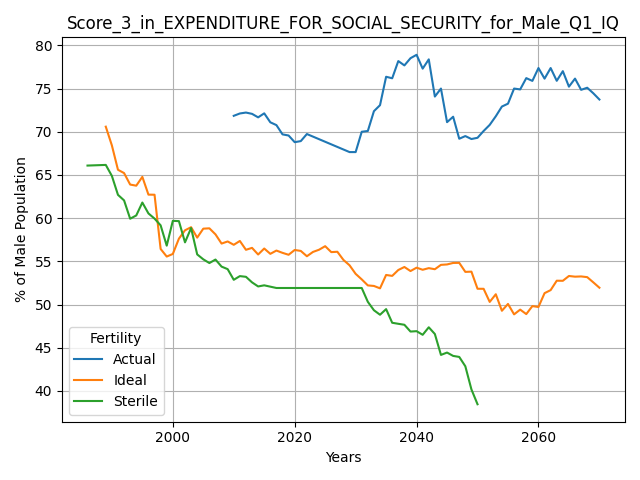 Score_3_in_EXPENDITURE_FOR_SOCIAL_SECURITY_for_Male_Q1_IQ
80
75
70
65
60
55
50
45
40
% of Male Population
Fertility
Actual
Ideal
Sterile
2000 2020 2040 2060
Years